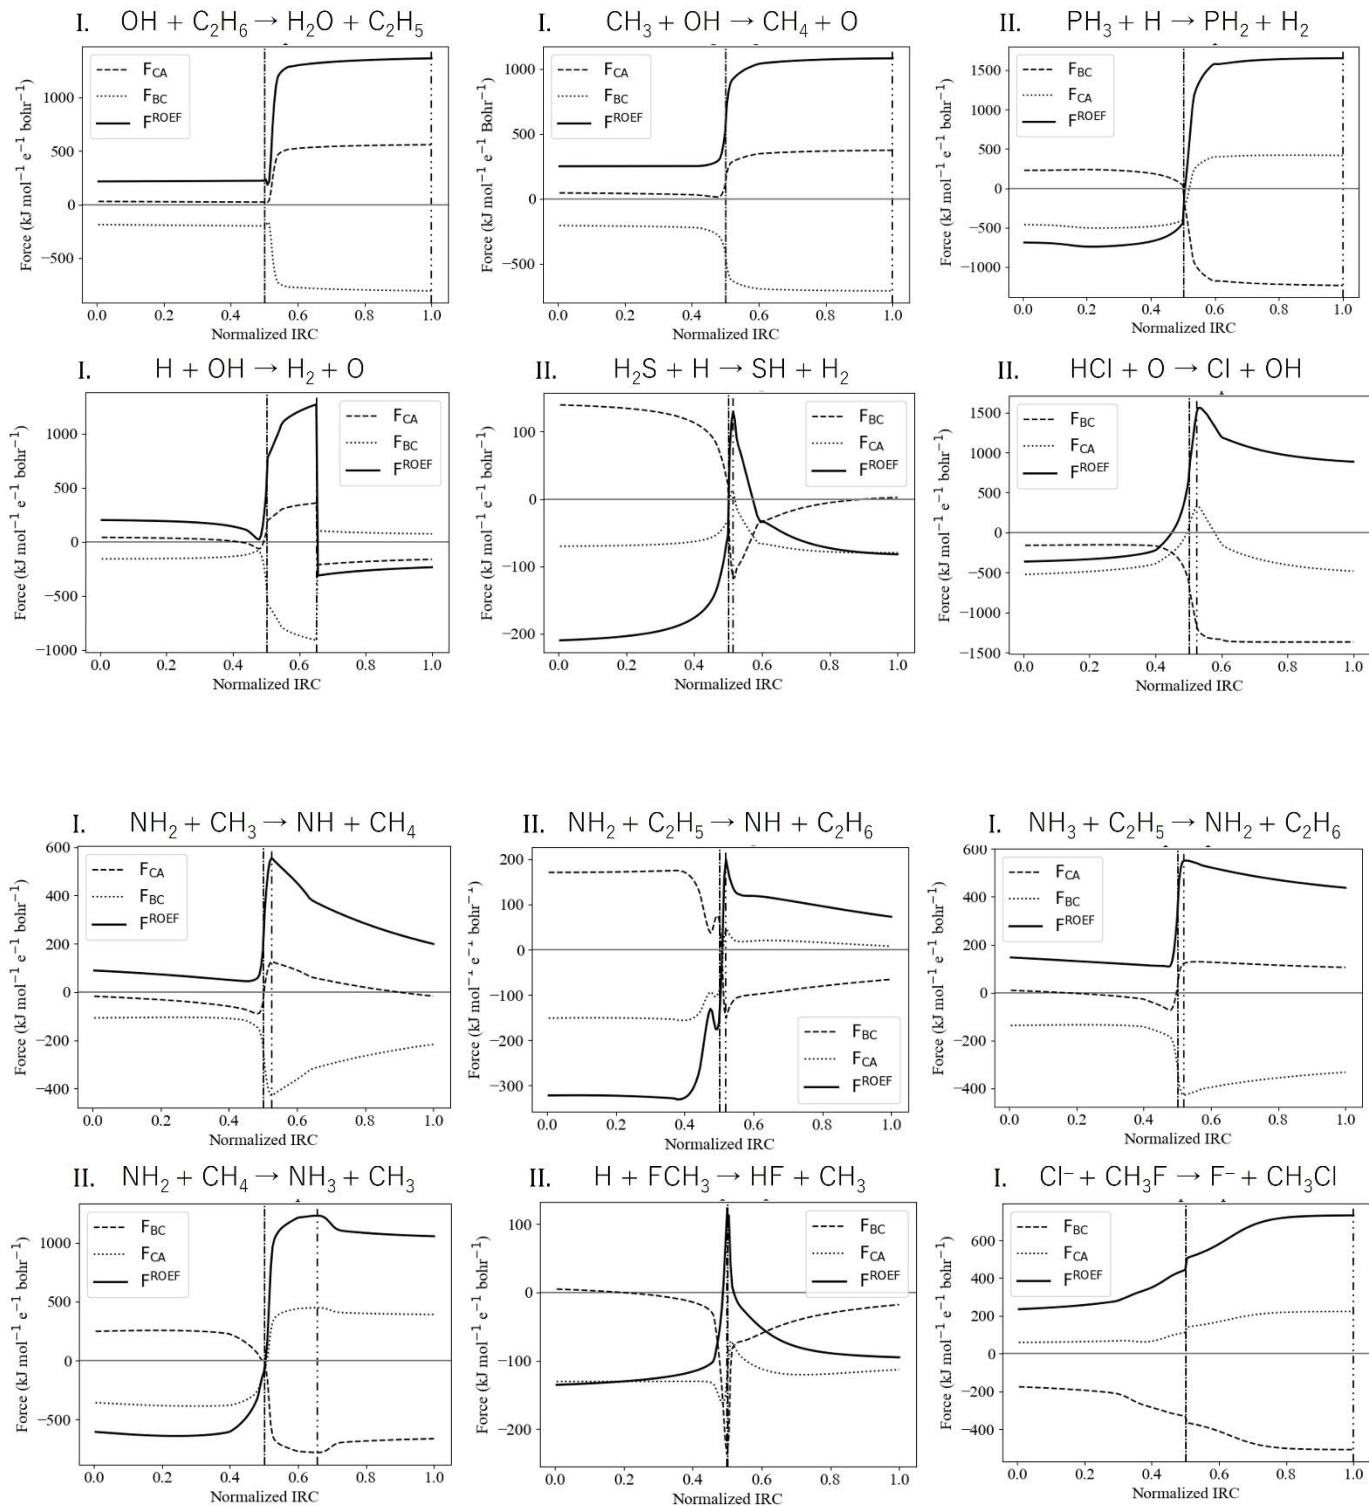 I. OH + C₂H₆ → H₂O + C₂H₅
F_CA
F_BC
F^ROEF
Force (kJ mol⁻¹ e⁻¹ bohr⁻¹)
1000
500
0
−500
0.0 0.2 0.4 0.6 0.8 1.0
Normalized IRC
I. CH₃ + OH → CH₄ + O
F_CA
F_BC
F^ROEF
Force (kJ mol⁻¹ e⁻¹ Bohr⁻¹)
1000
500
0
−500
0.0 0.2 0.4 0.6 0.8 1.0
Normalized IRC
II. PH₃ + H → PH₂ + H₂
F_BC
F_CA
F^ROEF
Force (kJ mol⁻¹ e⁻¹ bohr⁻¹)
1500
1000
500
0
−500
−1000
0.0 0.2 0.4 0.6 0.8 1.0
Normalized IRC
I. H + OH → H₂ + O
F_CA
F_BC
F^ROEF
Force (kJ mol⁻¹ e⁻¹ bohr⁻¹)
1000
500
0
−500
−1000
0.0 0.2 0.4 0.6 0.8 1.0
Normalized IRC
II. H₂S + H → SH + H₂
F_BC
F_CA
F^ROEF
Force (kJ mol⁻¹ e⁻¹ bohr⁻¹)
100
0
−100
−200
0.0 0.2 0.4 0.6 0.8 1.0
Normalized IRC
II. HCl + O → Cl + OH
F_BC
F_CA
F^ROEF
Force (kJ mol⁻¹ e⁻¹ bohr⁻¹)
1500
1000
500
0
−500
−1000
−1500
0.0 0.2 0.4 0.6 0.8 1.0
Normalized IRC
I. NH₂ + CH₃ → NH + CH₄
F_CA
F_BC
F^ROEF
Force (kJ mol⁻¹ e⁻¹ bohr⁻¹)
600
400
200
0
−200
−400
0.0 0.2 0.4 0.6 0.8 1.0
Normalized IRC
II. NH₂ + C₂H₅ → NH + C₂H₆
F_BC
F_CA
F^ROEF
Force (kJ mol⁻¹ e⁻¹ bohr⁻¹)
200
100
0
−100
−200
−300
0.0 0.2 0.4 0.6 0.8 1.0
Normalized IRC
I. NH₃ + C₂H₅ → NH₂ + C₂H₆
F_CA
F_BC
F^ROEF
Force (kJ mol⁻¹ e⁻¹ bohr⁻¹)
600
400
200
0
−200
−400
0.0 0.2 0.4 0.6 0.8 1.0
Normalized IRC
II. NH₂ + CH₄ → NH₃ + CH₃
F_BC
F_CA
F^ROEF
Force (kJ mol⁻¹ e⁻¹ bohr⁻¹)
1000
500
0
−500
0.0 0.2 0.4 0.6 0.8 1.0
Normalized IRC
II. H + FCH₃ → HF + CH₃
F_BC
F_CA
F^ROEF
Force (kJ mol⁻¹ e⁻¹ bohr⁻¹)
100
0
−100
−200
0.0 0.2 0.4 0.6 0.8 1.0
Normalized IRC
I. Cl⁻ + CH₃F → F⁻ + CH₃Cl
F_BC
F_CA
F^ROEF
Force (kJ mol⁻¹ e⁻¹ bohr⁻¹)
600
400
200
0
−200
−400
0.0 0.2 0.4 0.6 0.8 1.0
Normalized IRC